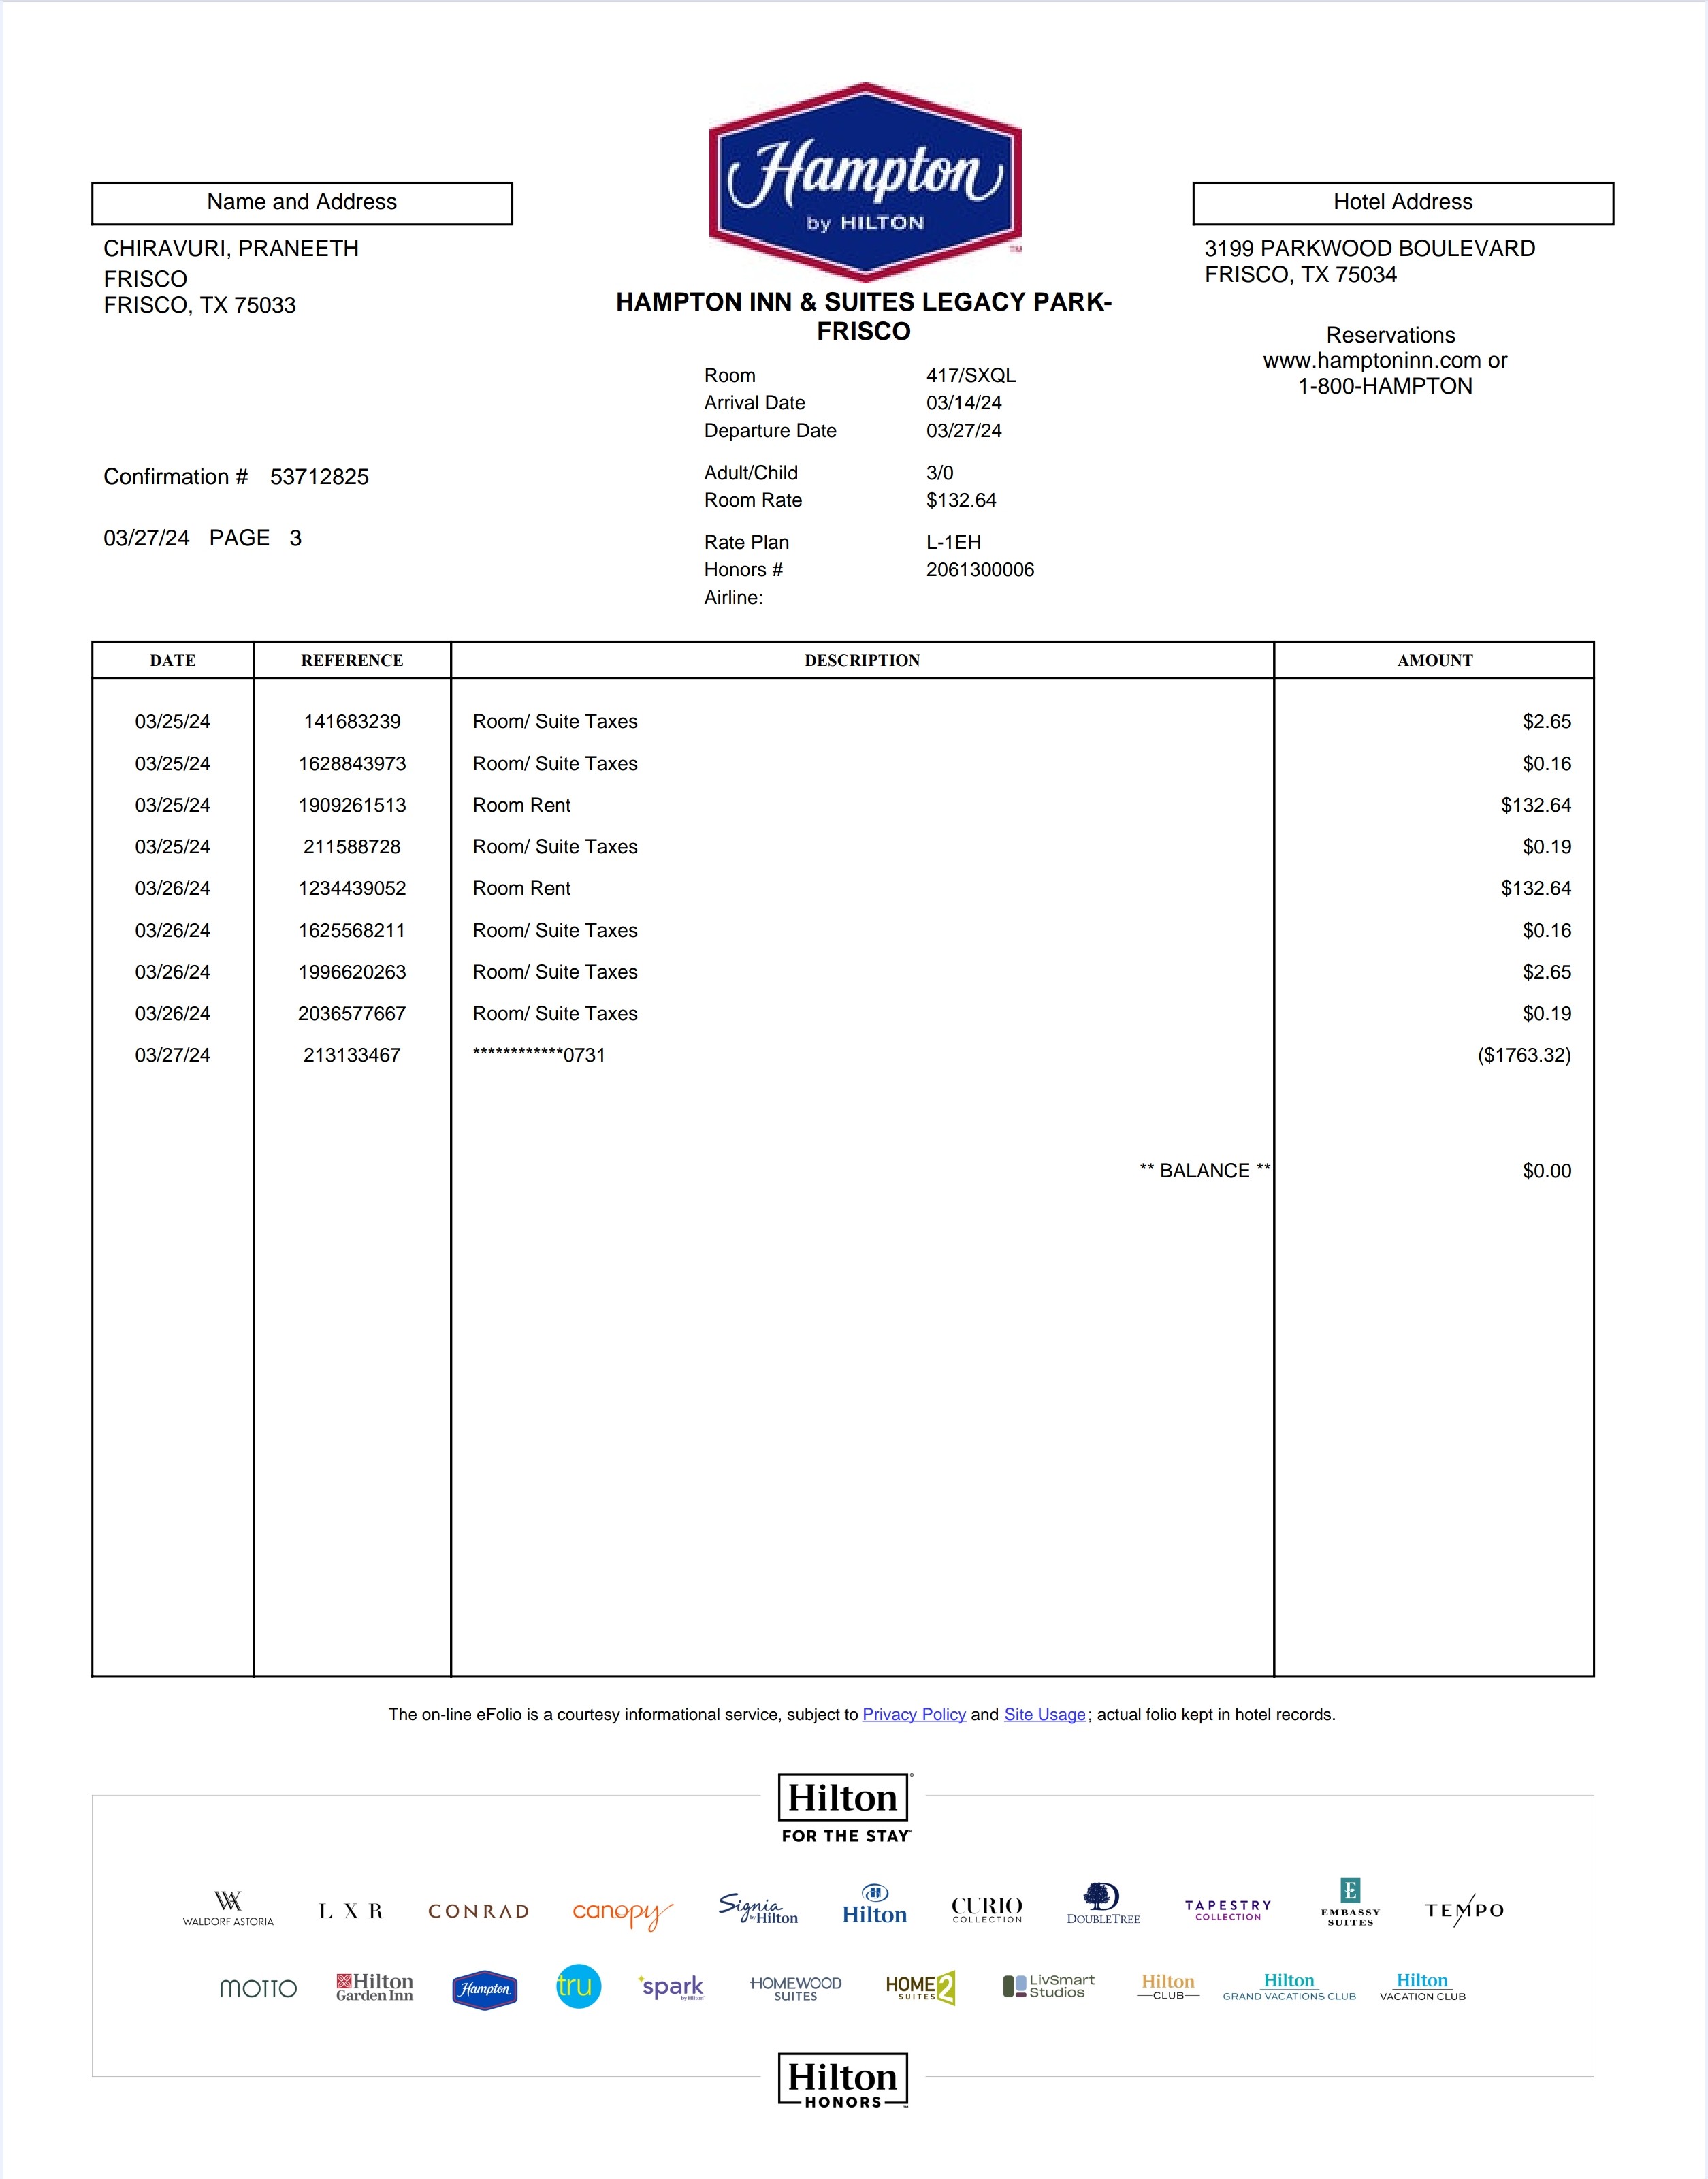 Hampton
by HILTON
TM
Name and Address
CHIRAVURI, PRANEETH
FRISCO
FRISCO, TX 75033
Hotel Address
3199 PARKWOOD BOULEVARD
FRISCO, TX 75034
HAMPTON INN & SUITES LEGACY PARK-
FRISCO
Reservations
www.hamptoninn.com or
1-800-HAMPTON
Room 417/SXQL
Arrival Date 03/14/24
Departure Date 03/27/24
Adult/Child 3/0
Room Rate $132.64
Rate Plan L-1EH
Honors # 2061300006
Airline:
Confirmation # 53712825
03/27/24 PAGE 3
DATE REFERENCE DESCRIPTION AMOUNT
03/25/24 141683239 Room/ Suite Taxes $2.65
03/25/24 1628843973 Room/ Suite Taxes $0.16
03/25/24 1909261513 Room Rent $132.64
03/25/24 211588728 Room/ Suite Taxes $0.19
03/26/24 1234439052 Room Rent $132.64
03/26/24 1625568211 Room/ Suite Taxes $0.16
03/26/24 1996620263 Room/ Suite Taxes $2.65
03/26/24 2036577667 Room/ Suite Taxes $0.19
03/27/24 213133467 ************0731 ($1763.32)
** BALANCE ** $0.00
The on-line eFolio is a courtesy informational service, subject to Privacy Policy and Site Usage; actual folio kept in hotel records.
Hilton
FOR THE STAY
WALDORF ASTORIA
LXR
CONRAD
canopy
Signia by Hilton
Hilton
CURIO COLLECTION
DOUBLETREE
TAPESTRY COLLECTION
EMBASSY SUITES
TEMPO
MOTTO
Hilton Garden Inn
Hampton
tru
spark by Hilton
HOMEWOOD SUITES
HOME2 SUITES
LivSmart Studios
Hilton CLUB
Hilton GRAND VACATIONS CLUB
Hilton VACATION CLUB
Hilton
HONORS